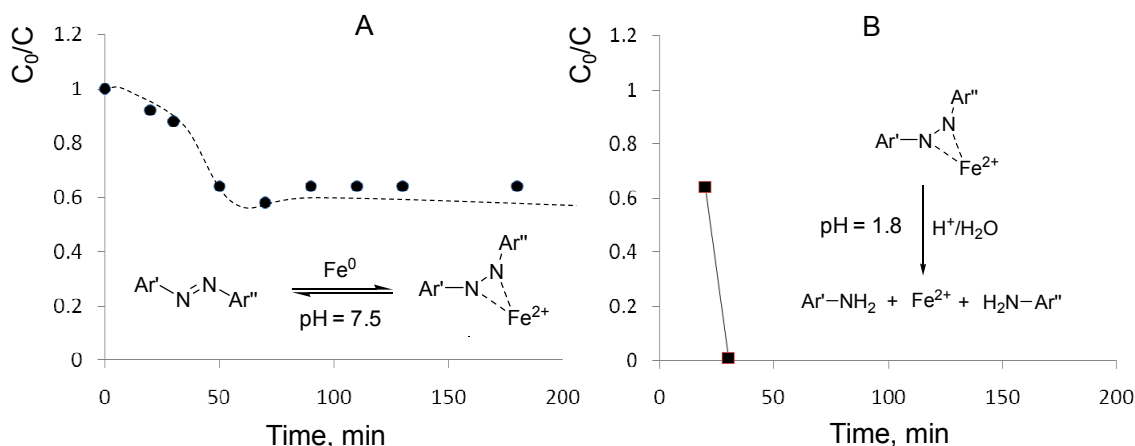 A
C₀/C
1.2
1
0.8
0.6
0.4
0.2
0
0
50
100
150
200
Time, min
Ar'
N
N
Ar"
Fe⁰
pH = 7.5
Ar"
N
Ar'
N
Fe²⁺
B
C₀/C
1.2
1
0.8
0.6
0.4
0.2
0
0
50
100
150
200
Time, min
Ar"
N
Ar'
N
Fe²⁺
pH = 1.8
H⁺/H₂O
Ar'–NH₂ + Fe²⁺ + H₂N–Ar"